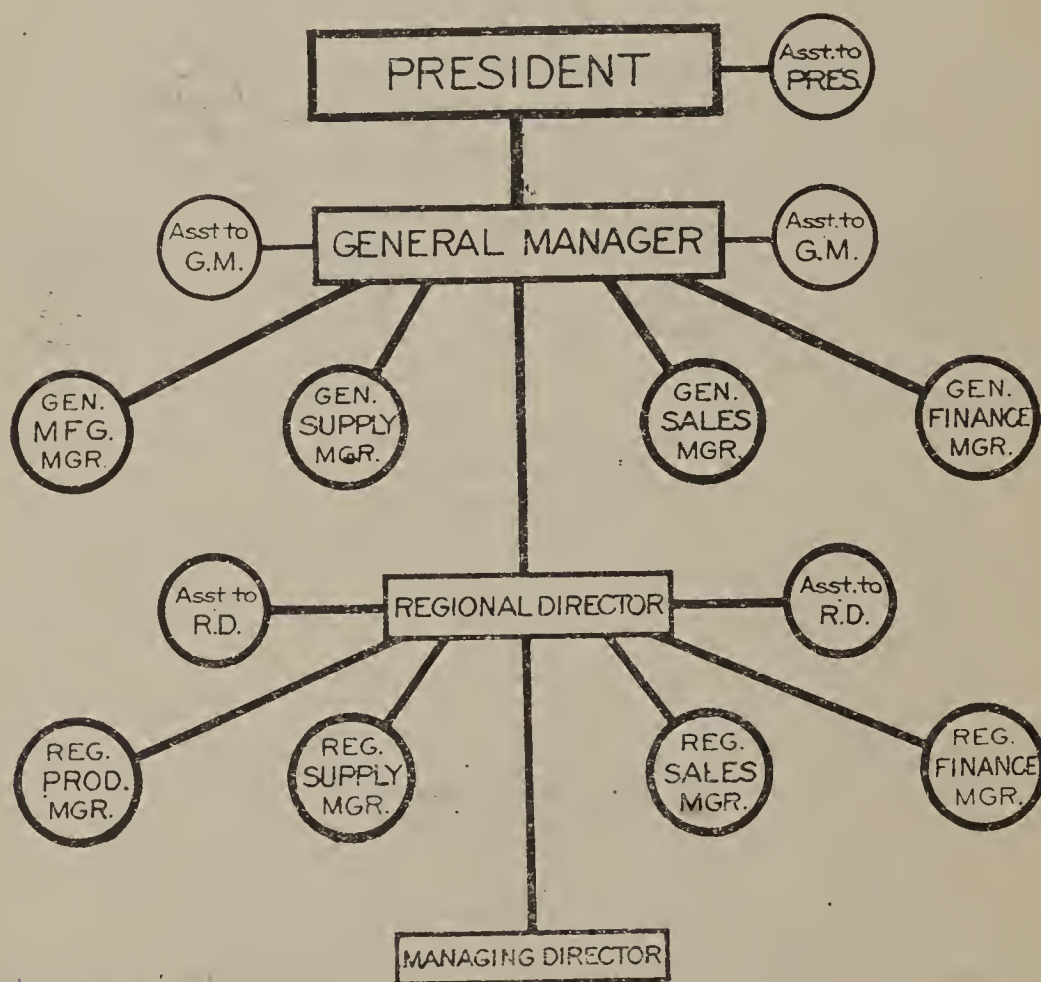 PRESIDENT
Asst. to
PRES.
Asst to
G.M.
GENERAL MANAGER
Asst. to
G.M.
GEN.
MFG.
MGR.
GEN.
SUPPLY
MGR.
GEN.
SALES
MGR.
GEN.
FINANCE
MGR.
Asst to
R.D.
REGIONAL DIRECTOR
Asst. to
R.D.
REG.
PROD.
MGR.
REG.
SUPPLY
MGR.
REG.
SALES
MGR.
REG.
FINANCE
MGR.
MANAGING DIRECTOR